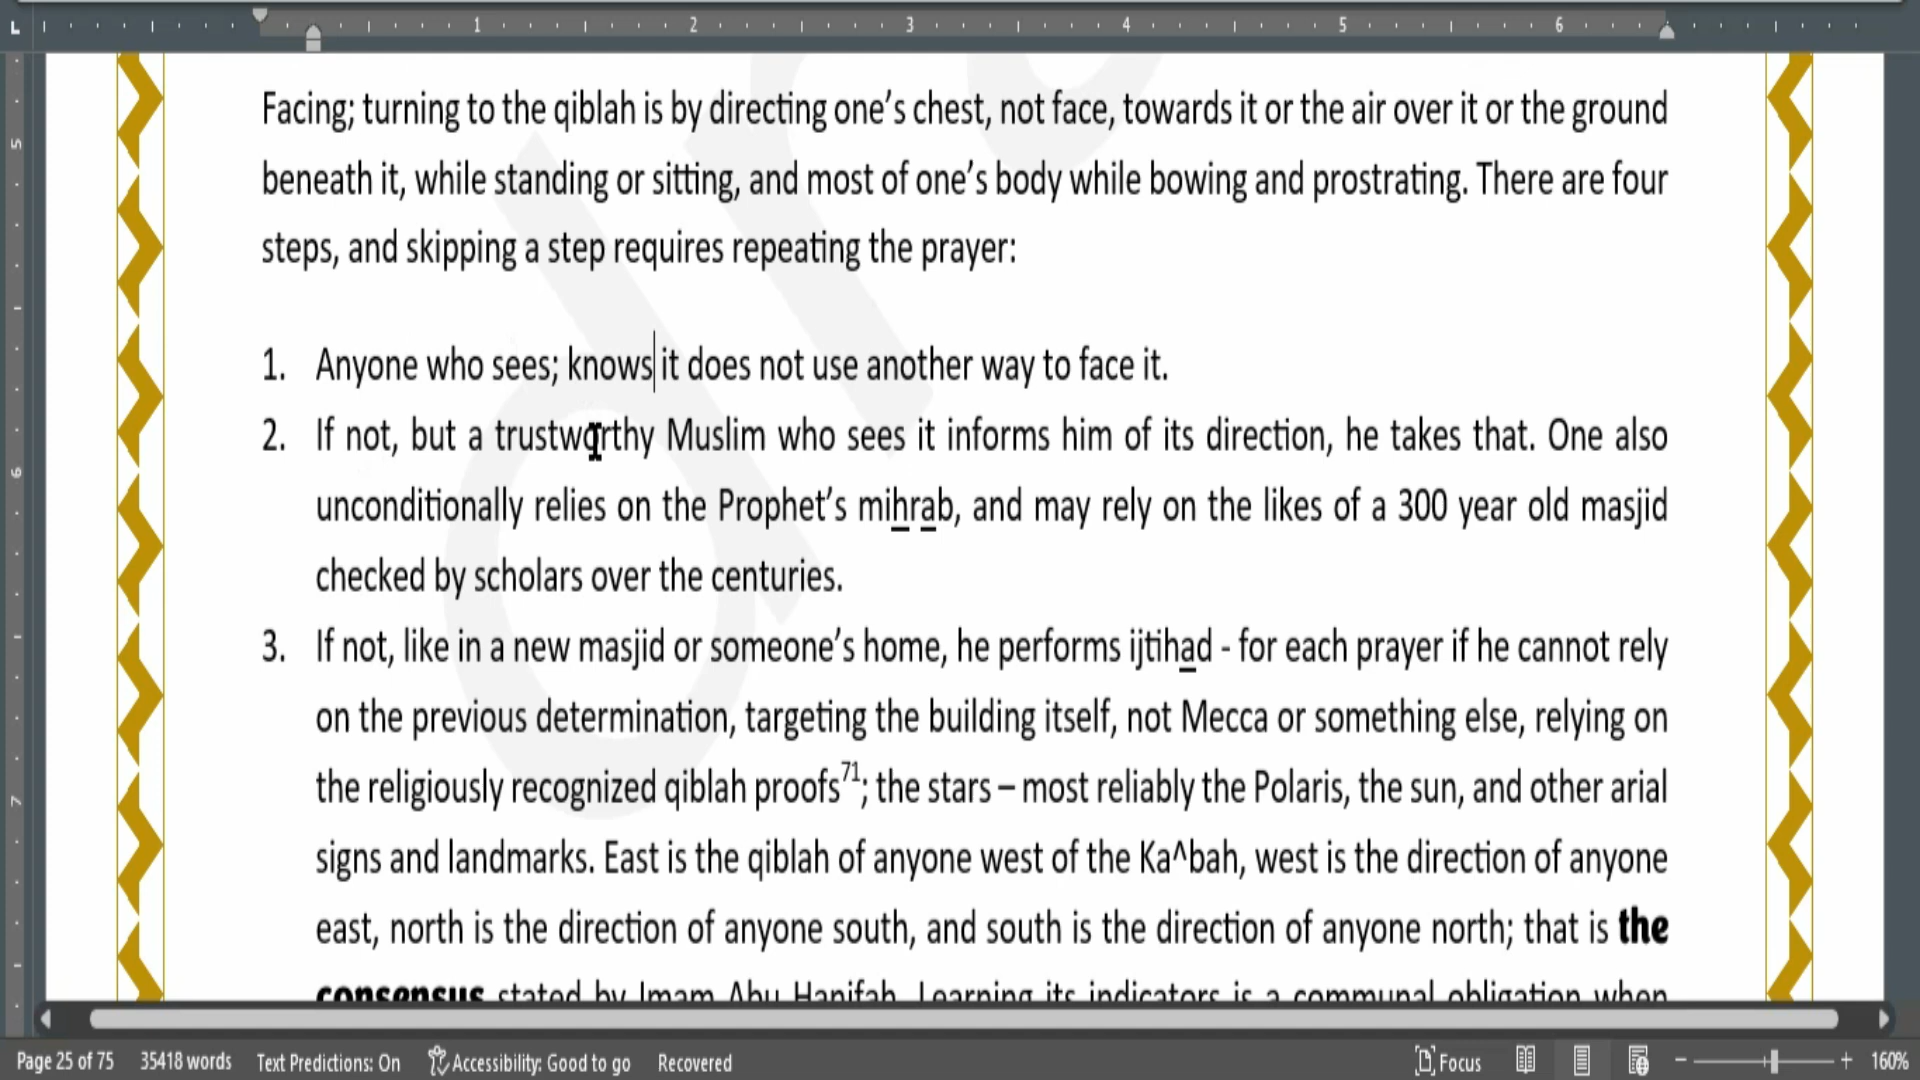 L 1 2 3 4 5 6
Facing; turning to the qiblah is by directing one’s chest, not face, towards it or the air over it or the ground
beneath it, while standing or sitting, and most of one’s body while bowing and prostrating. There are four
steps, and skipping a step requires repeating the prayer:
1. Anyone who sees; knows it does not use another way to face it.
2. If not, but a trustworthy Muslim who sees it informs him of its direction, he takes that. One also
unconditionally relies on the Prophet’s mihrab, and may rely on the likes of a 300 year old masjid
checked by scholars over the centuries.
3. If not, like in a new masjid or someone’s home, he performs ijtihad - for each prayer if he cannot rely
on the previous determination, targeting the building itself, not Mecca or something else, relying on
the religiously recognized qiblah proofs71; the stars – most reliably the Polaris, the sun, and other arial
signs and landmarks. East is the qiblah of anyone west of the Ka^bah, west is the direction of anyone
east, north is the direction of anyone south, and south is the direction of anyone north; that is the
consensus stated by Imam Abu Hanifah. Learning its indicators is a communal obligation when
5
6
7
Page 25 of 75 35418 words Text Predictions: On Accessibility: Good to go Recovered Focus 160%